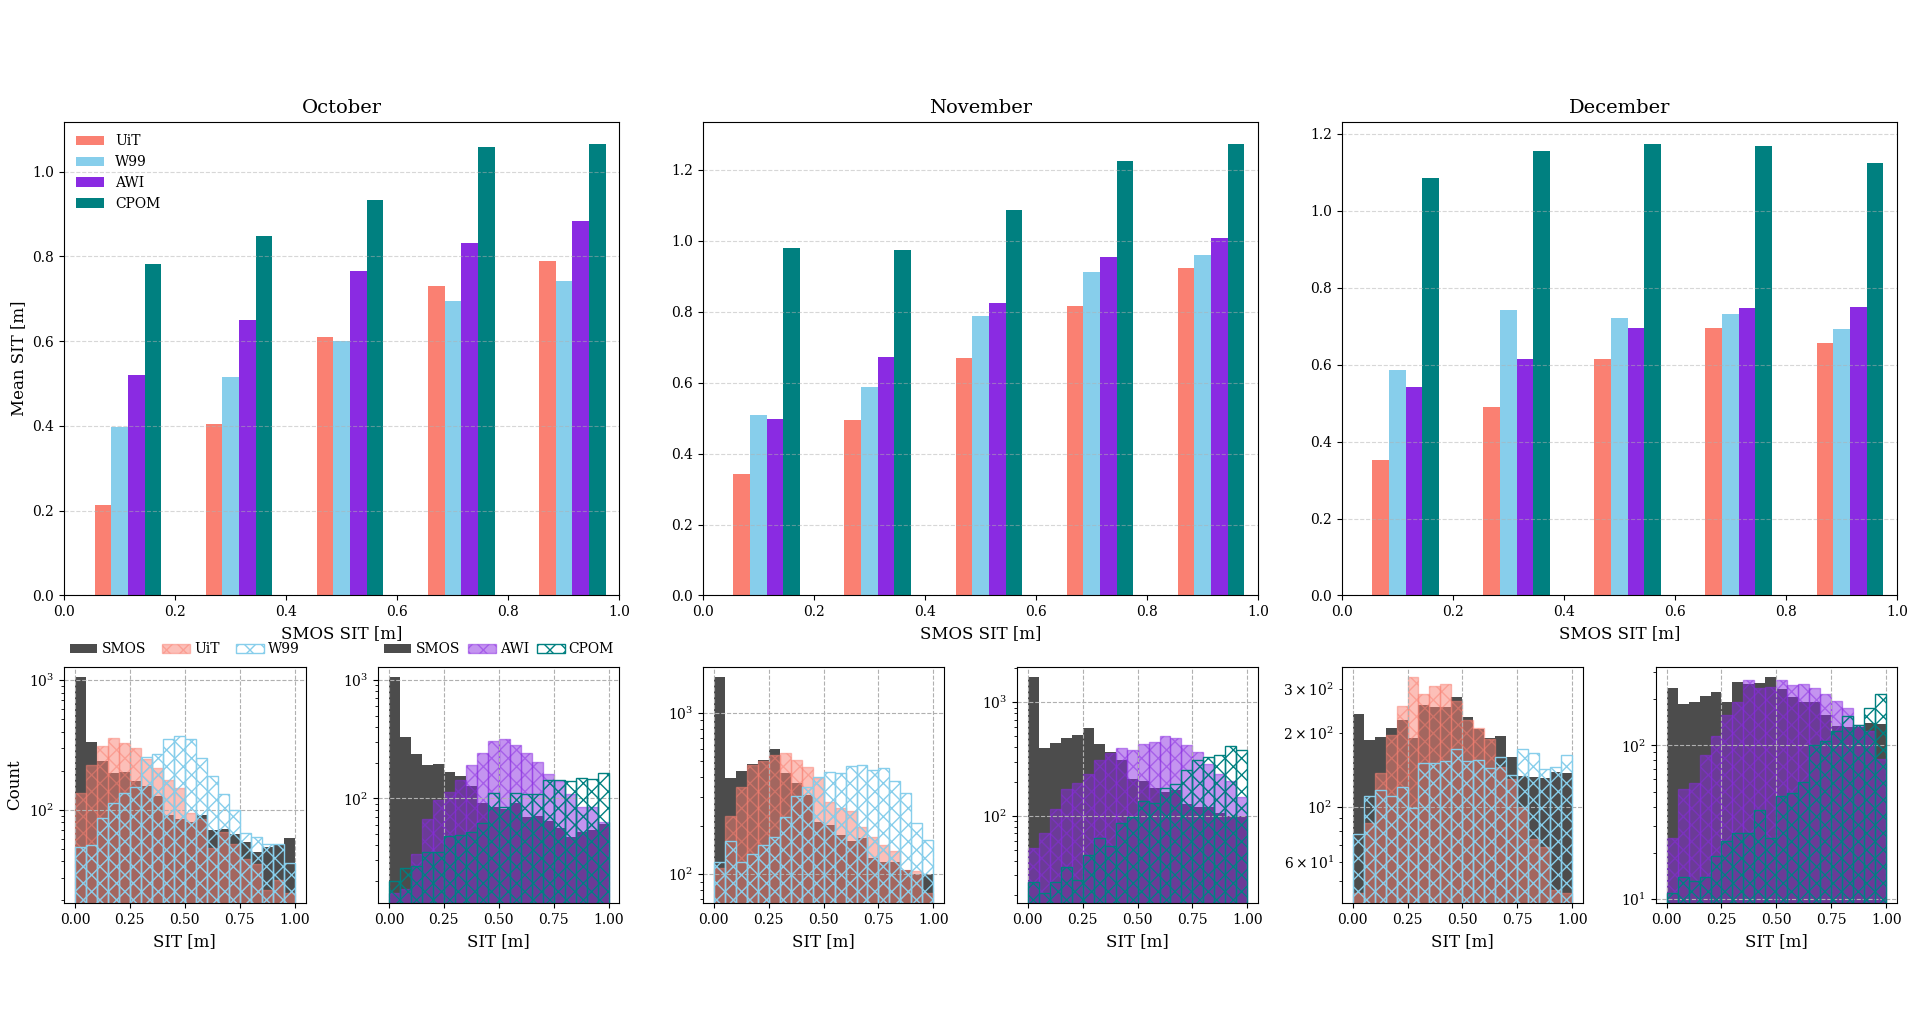 October
November
December
UiT
W99
AWI
CPOM
Mean SIT [m]
1.0
0.8
0.6
0.4
0.2
0.0
0.0 0.2 0.4 0.6 0.8 1.0
SMOS SIT [m]
1.2
1.0
0.8
0.6
0.4
0.2
0.0
0.0 0.2 0.4 0.6 0.8 1.0
SMOS SIT [m]
1.2
1.0
0.8
0.6
0.4
0.2
0.0
0.0 0.2 0.4 0.6 0.8 1.0
SMOS SIT [m]
SMOS UiT W99
SMOS AWI CPOM
Count
10³
10²
0.00 0.25 0.50 0.75 1.00
SIT [m]
10³
10²
0.00 0.25 0.50 0.75 1.00
SIT [m]
10³
10²
0.00 0.25 0.50 0.75 1.00
SIT [m]
10³
10²
0.00 0.25 0.50 0.75 1.00
SIT [m]
3 × 10²
2 × 10²
10²
6 × 10¹
0.00 0.25 0.50 0.75 1.00
SIT [m]
10²
10¹
0.00 0.25 0.50 0.75 1.00
SIT [m]